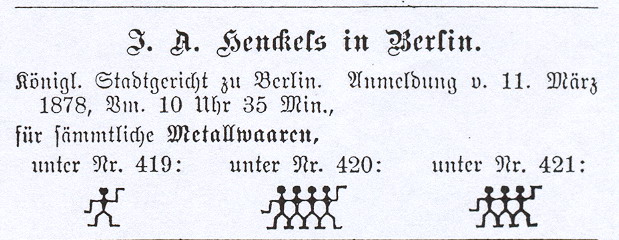 J. A. Henckels in Berlin.
Königl. Stadtgericht zu Berlin. Anmeldung v. 11. März
1878, Vm. 10 Uhr 35 Min.,
für sämmtliche Metallwaaren,
unter Nr. 419: unter Nr. 420: unter Nr. 421: